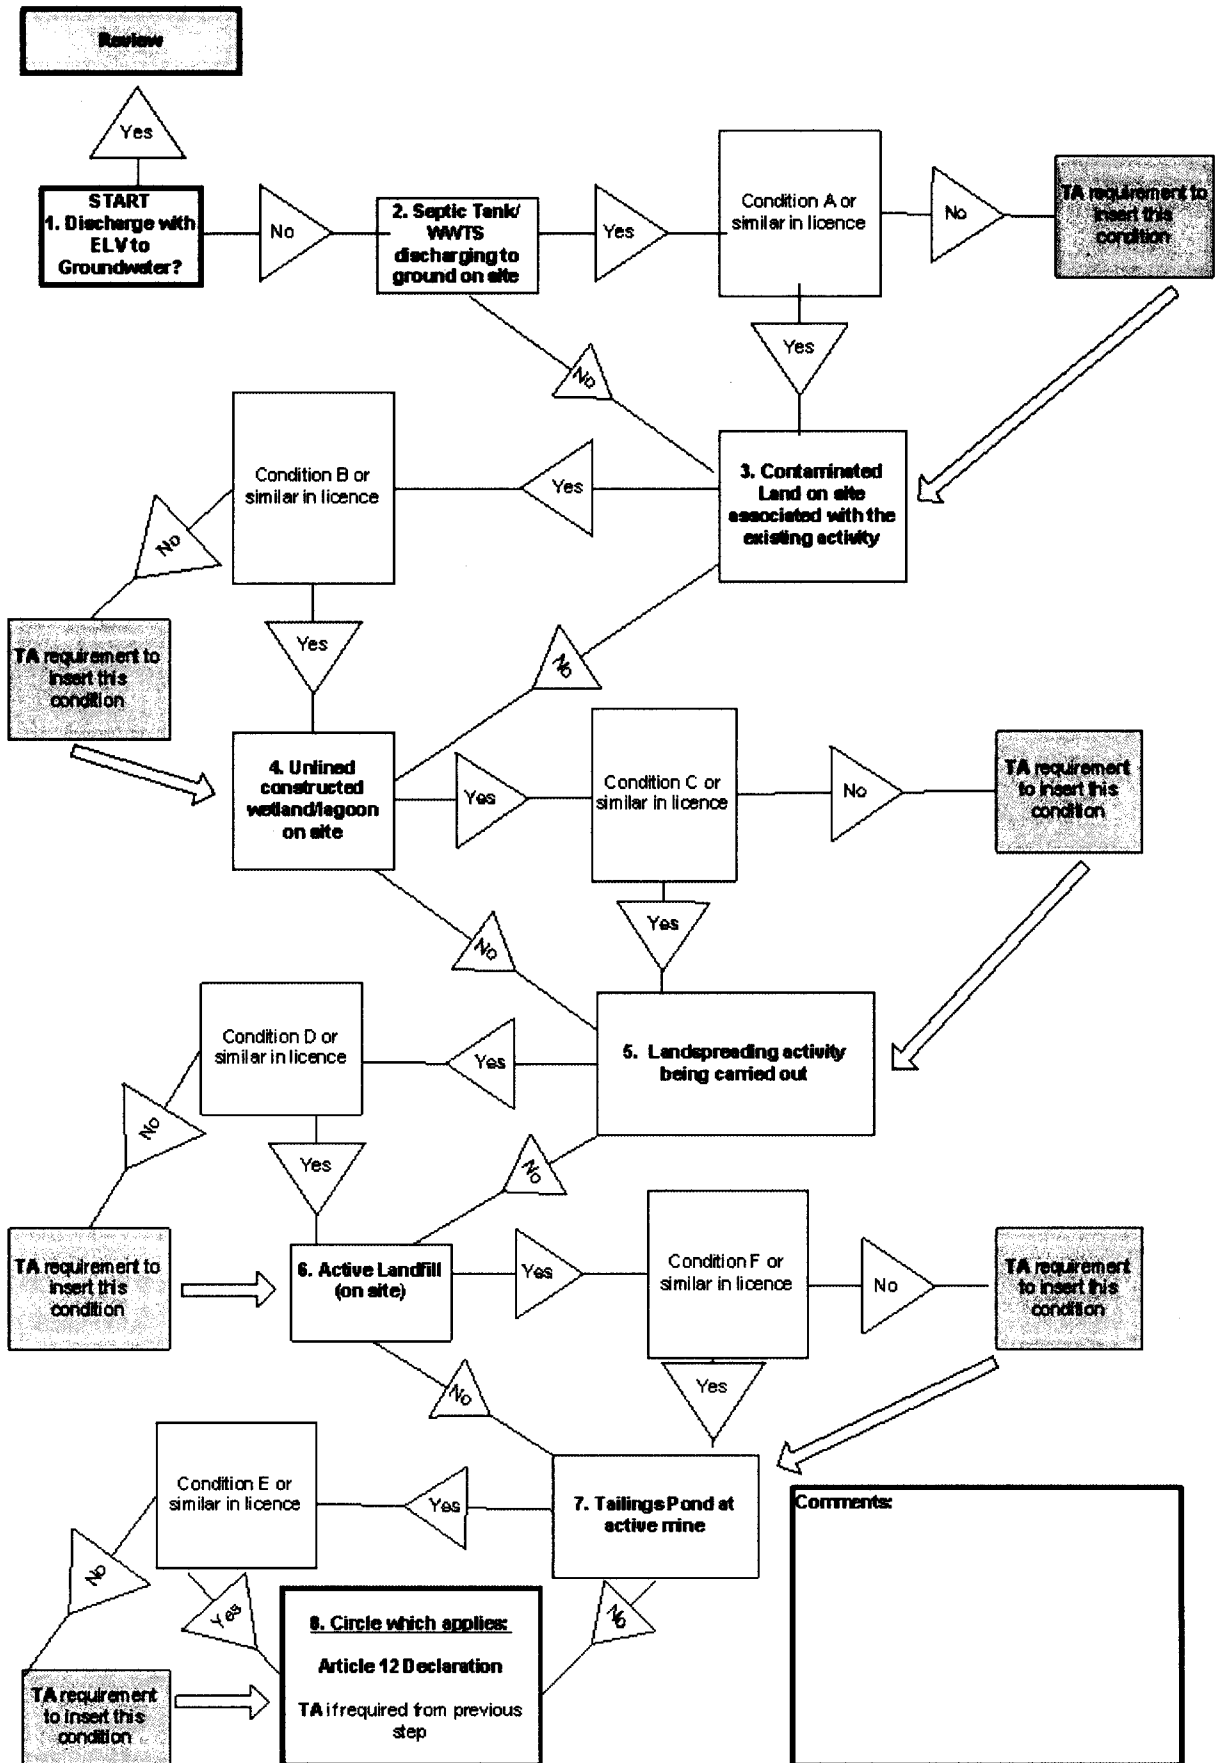 Review
Yes
START
1. Discharge with
ELV to
Groundwater?
No
2. Septic Tank/
WWTS
discharging to
ground on site
Yes
Condition A or
similar in licence
No
TA requirement to
insert this
condition
Yes
No
3. Contaminated
Land on site
associated with the
existing activity
Yes
Condition B or
similar in licence
No
TA requirement to
insert this
condition
Yes
No
4. Unlined
constructed
wetland/lagoon
on site
Yes
Condition C or
similar in licence
No
TA requirement
to insert this
condition
Yes
No
5. Landspreading activity
being carried out
Yes
Condition D or
similar in licence
No
TA requirement to
insert this
condition
Yes
No
6. Active Landfill
(on site)
Yes
Condition F or
similar in licence
No
TA requirement
to insert this
condition
Yes
No
7. Tailings Pond at
active mine
Yes
Condition E or
similar in licence
No
TA requirement
to insert this
condition
Yes
No
8. Circle which applies:
Article 12 Declaration
TA if required from previous
step
Comments: